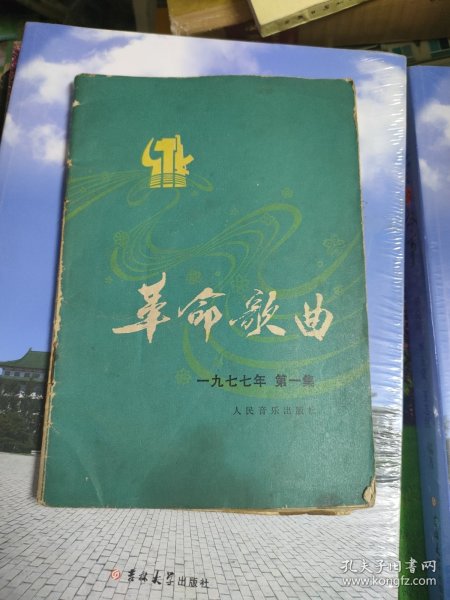 革命歌曲
一九七七年 第一集
人民音乐出版社
吉林大学出版社
孔夫子旧书网
www.kongfz.com